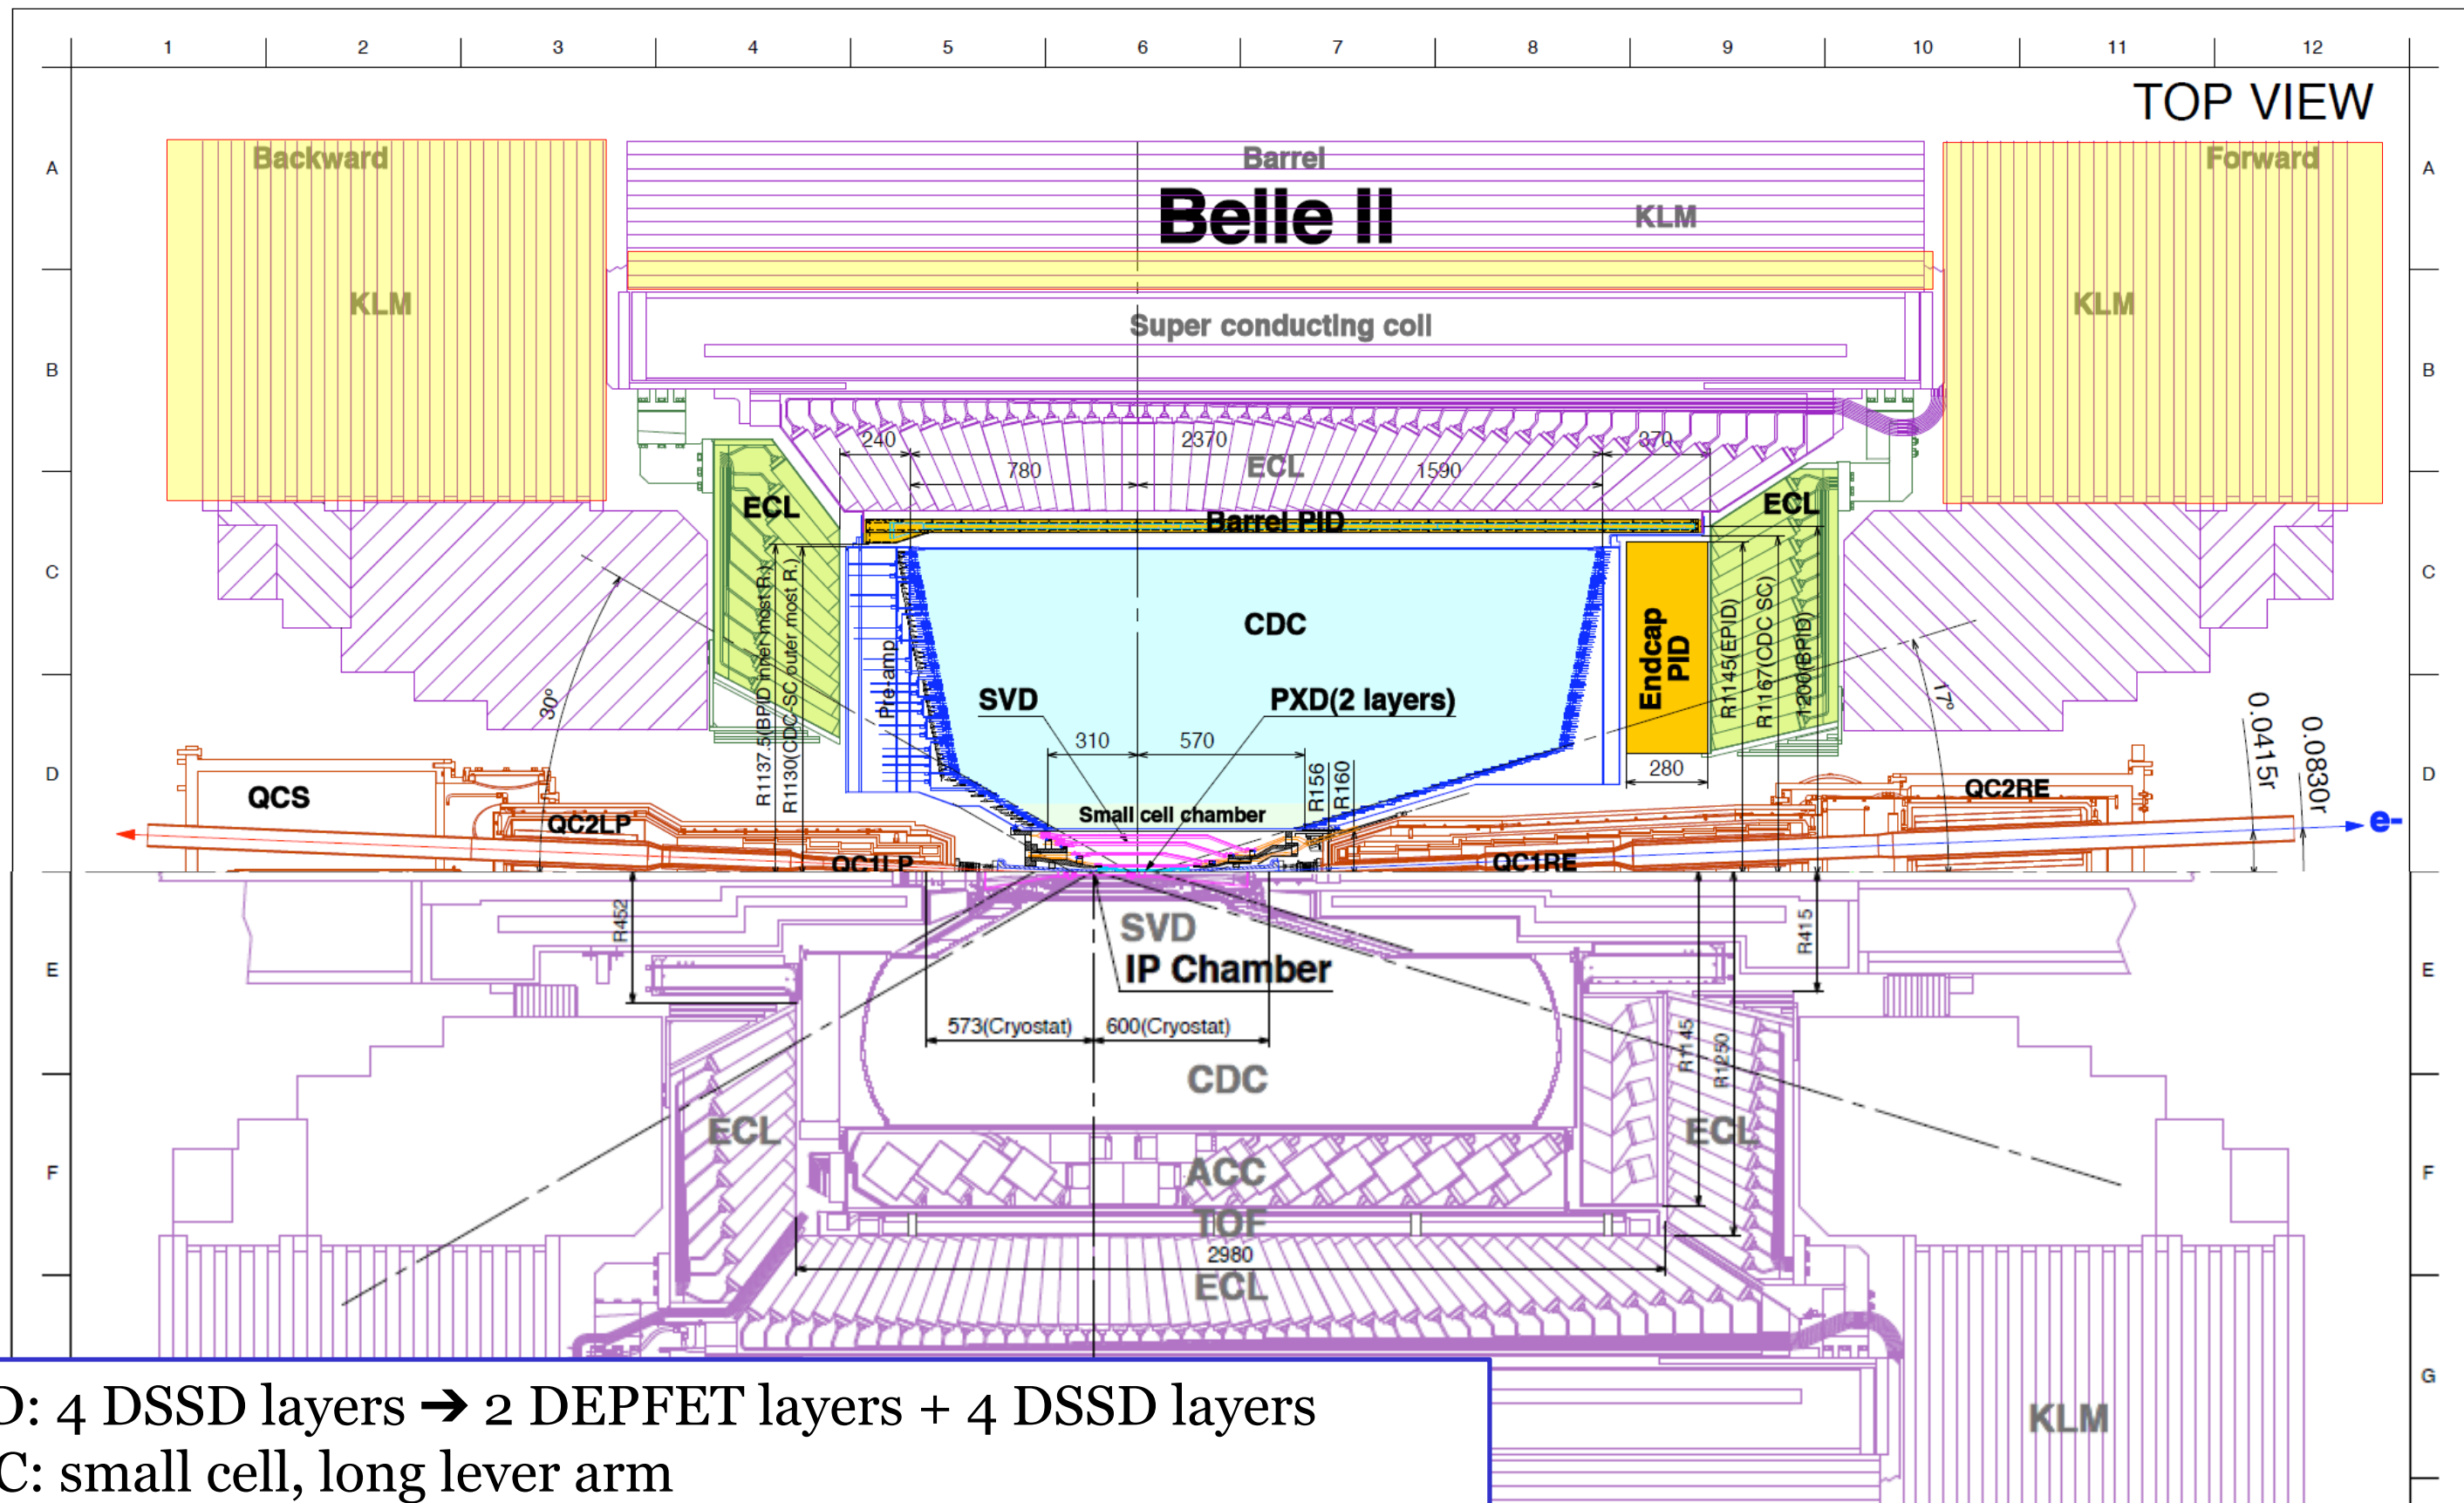 1 2 3 4 5 6 7 8 9 10 11 12
TOP VIEW
A Backward Barrel Forward A
Belle II
KLM
KLM KLM
Super conducting coil
B B
240 2370 370
780 ECL 1590
ECL ECL
Barrel PID
C C
CDC
Endcap
PID
R1137.5(BPID inner most R.)
R1130(CDC-SC outer most R.)
Pre-amp
R1145(EPID)
R1167(CDC SC)
1200(BPID)
SVD PXD(2 layers)
30°
17°
0.0415r
0.0830r
310 570
R156
R160
280
D D
QCS QC2RE
Small cell chamber
QC2LP e-
QC1LP QC1RE
R452
R415
SVD
IP Chamber
E E
573(Cryostat) 600(Cryostat)
R1145
R1250
CDC
ECL ECL
ACC
F F
TOF
2980
ECL
G
KLM
D: 4 DSSD layers ➔ 2 DEPFET layers + 4 DSSD layers
C: small cell, long lever arm